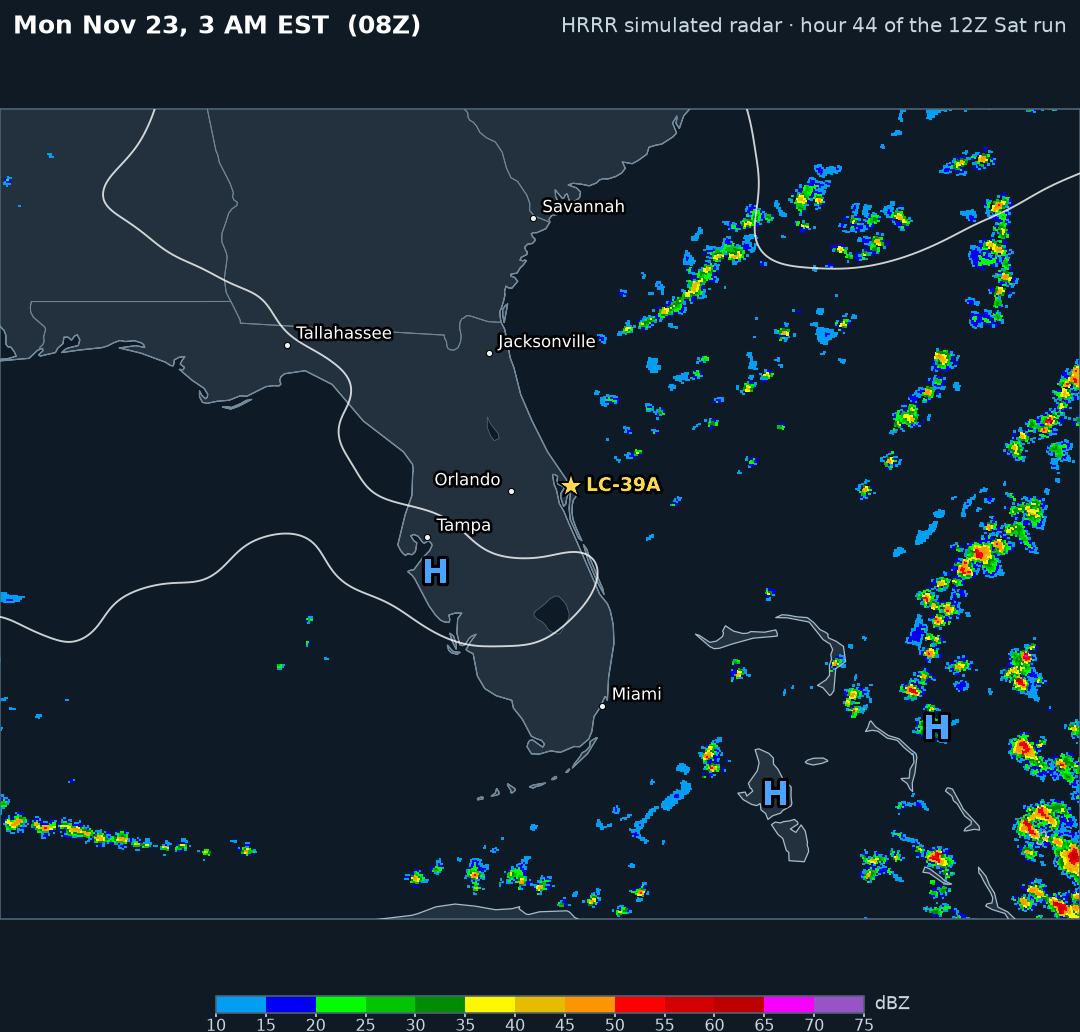 Mon Nov 23, 3 AM EST (08Z)
HRRR simulated radar · hour 44 of the 12Z Sat run
Savannah
Tallahassee
Jacksonville
Orlando
LC-39A
Tampa
H
Miami
H
H
dBZ
10 15 20 25 30 35 40 45 50 55 60 65 70 75